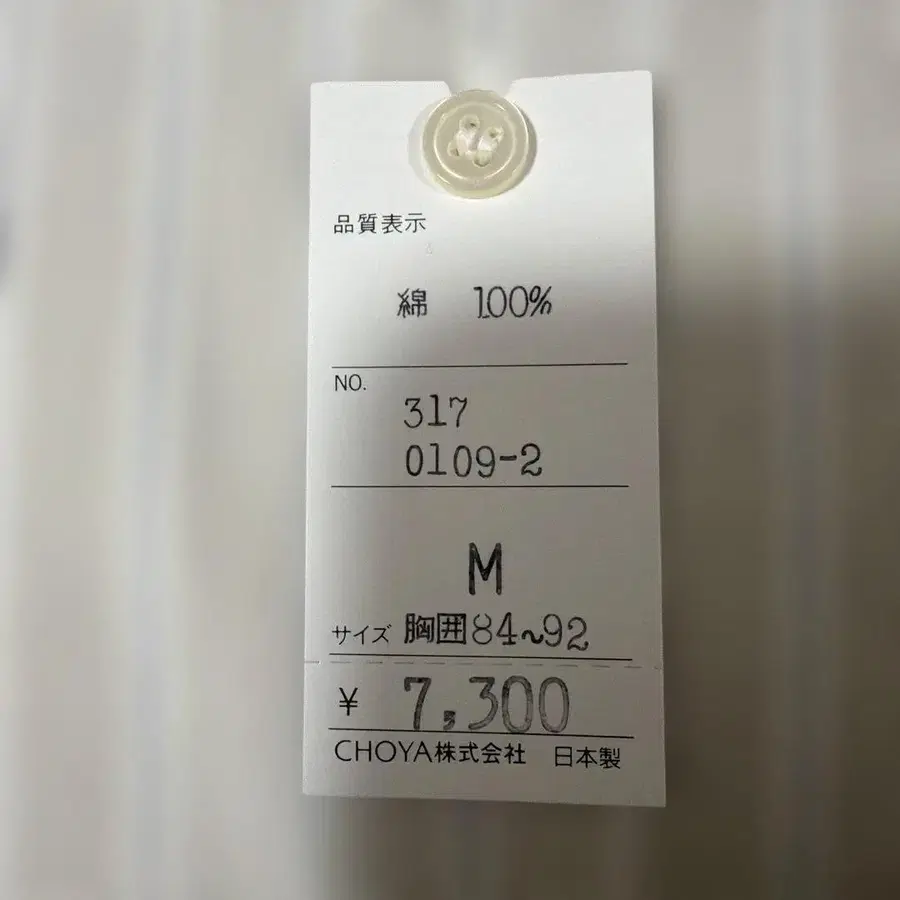 品質表示
綿 100%
NO.
317
0109-2
M
サイズ 胸囲84~92
¥ 7,300
CHOYA株式会社 日本製